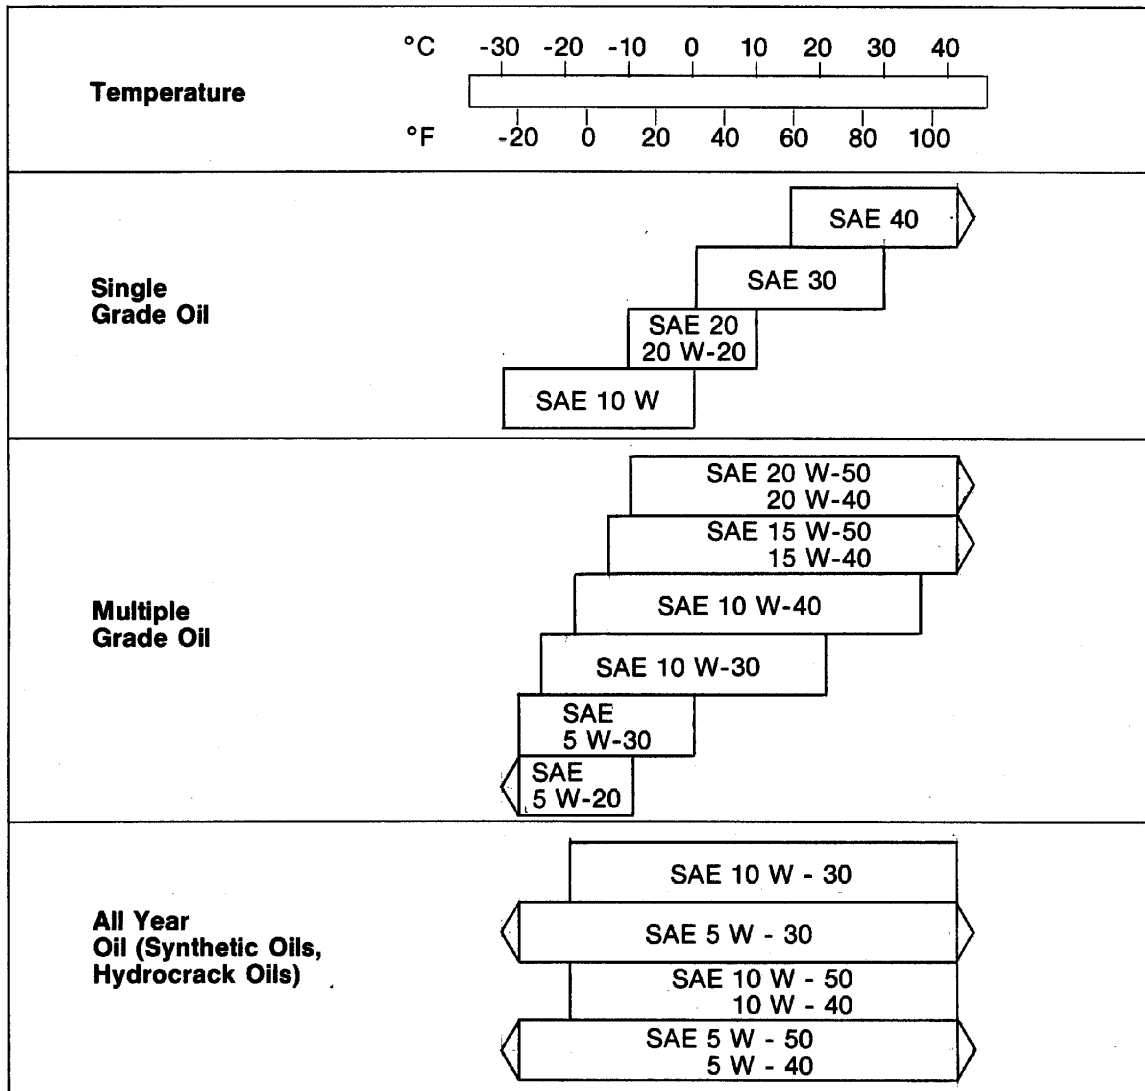 °C -30 -20 -10 0 10 20 30 40
Temperature
°F -20 0 20 40 60 80 100
Single
Grade Oil
SAE 40
SAE 30
SAE 20
20 W-20
SAE 10 W
Multiple
Grade Oil
SAE 20 W-50
20 W-40
SAE 15 W-50
15 W-40
SAE 10 W-40
SAE 10 W-30
SAE
5 W-30
SAE
5 W-20
All Year
Oil (Synthetic Oils,
Hydrocrack Oils)
SAE 10 W - 30
SAE 5 W - 30
SAE 10 W - 50
10 W - 40
SAE 5 W - 50
5 W - 40